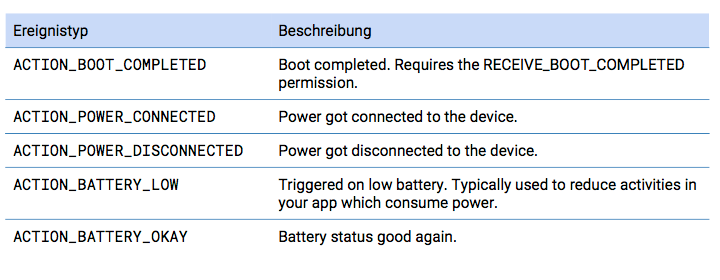 Ereignistyp Beschreibung
ACTION_BOOT_COMPLETED Boot completed. Requires the RECEIVE_BOOT_COMPLETED
permission.
ACTION_POWER_CONNECTED Power got connected to the device.
ACTION_POWER_DISCONNECTED Power got disconnected to the device.
ACTION_BATTERY_LOW Triggered on low battery. Typically used to reduce activities in
your app which consume power.
ACTION_BATTERY_OKAY Battery status good again.